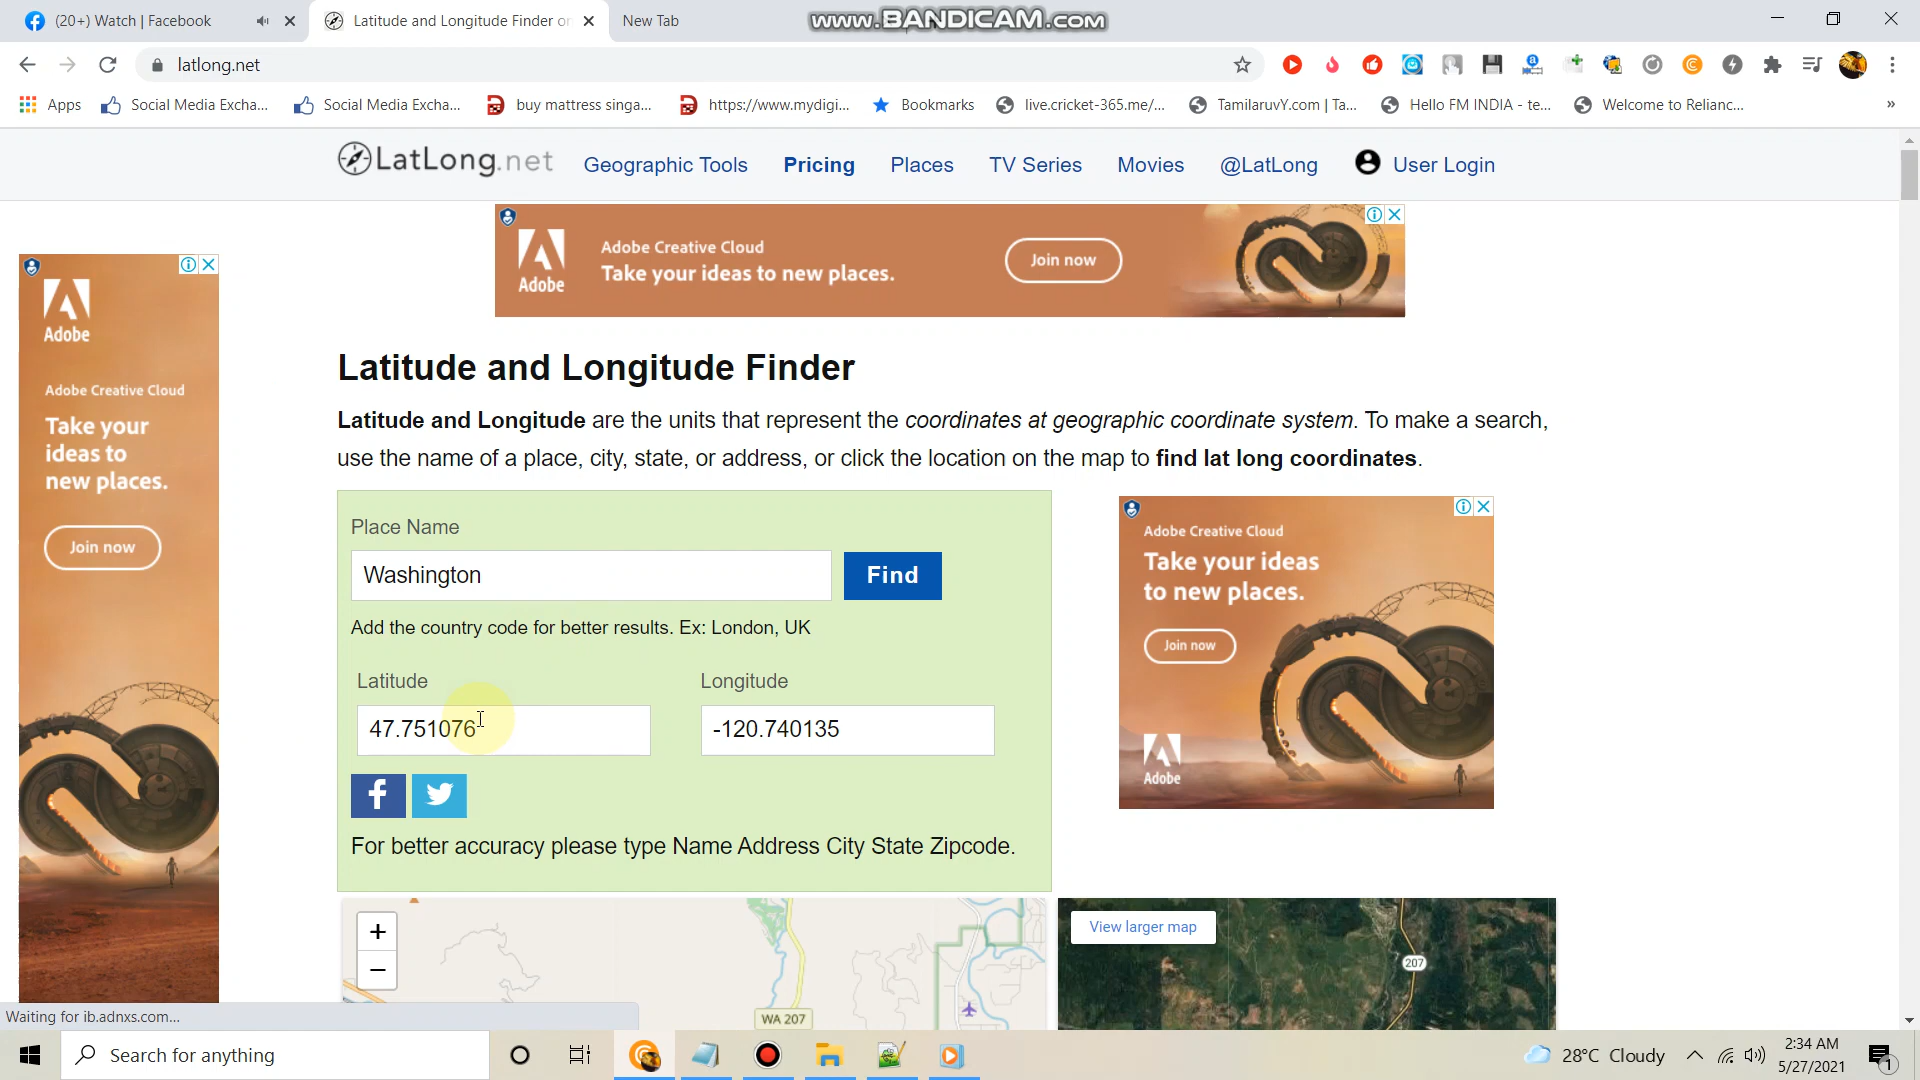 (20+) Watch | Facebook
Latitude and Longitude Finder on
New Tab
www.BANDICAM.com
latlong.net
Apps
Social Media Excha...
Social Media Excha...
buy mattress singa...
https://www.mydigi...
Bookmarks
live.cricket-365.me/...
TamilaruvY.com | Ta...
Hello FM INDIA - te...
Welcome to Relianc...
»
LatLong.net
Geographic Tools
Pricing
Places
TV Series
Movies
@LatLong
User Login
Adobe
Adobe Creative Cloud
Take your ideas to new places.
Join now
Adobe
Adobe Creative Cloud
Take your
ideas to
new places.
Join now
Latitude and Longitude Finder
Latitude and Longitude are the units that represent the coordinates at geographic coordinate system. To make a search,
use the name of a place, city, state, or address, or click the location on the map to find lat long coordinates.
Place Name
Washington
Find
Add the country code for better results. Ex: London, UK
Latitude
Longitude
47.751076
-120.740135
For better accuracy please type Name Address City State Zipcode.
Adobe Creative Cloud
Take your ideas
to new places.
Join now
Adobe
+
−
WA 207
View larger map
207
Waiting for ib.adnxs.com...
Search for anything
28°C Cloudy
2:34 AM
5/27/2021
1